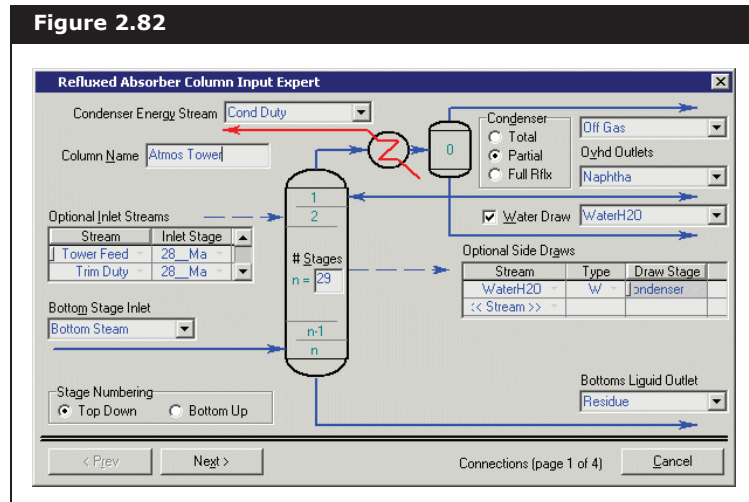 Figure 2.82
Refluxed Absorber Column Input Expert
Condenser Energy Stream Cond Duty
Column Name Atmos Tower
Condenser
Total
Partial
Full Rflx
Off Gas
Ovhd Outlets
Naphtha
0
1
2
Water Draw WaterH2O
Optional Inlet Streams
Stream Inlet Stage
Tower Feed 28__Ma
Trim Duty 28__Ma
# Stages
n = 29
Optional Side Draws
Stream Type Draw Stage
WaterH2O W ondenser
<< Stream >>
Bottom Stage Inlet
Bottom Steam
n-1
n
Stage Numbering
Top Down Bottom Up
Bottoms Liquid Outlet
Residue
< Prev Next > Connections (page 1 of 4) Cancel